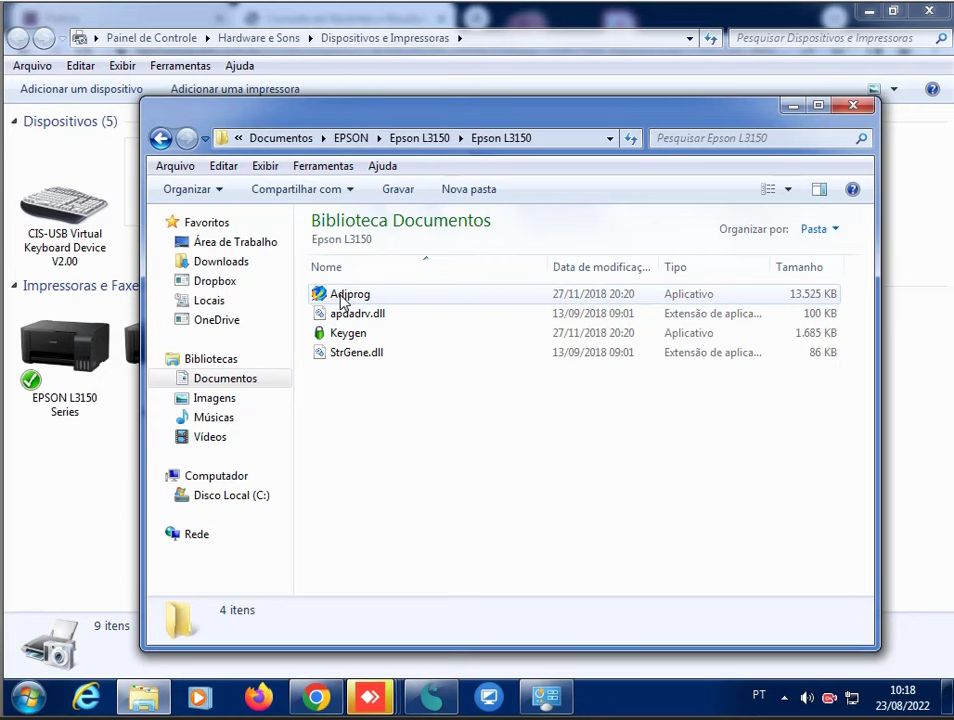 Painel de Controle
Hardware e Sons
Dispositivos e Impressoras
Pesquisar Dispositivos e Impressoras
Arquivo Editar Exibir Ferramentas Ajuda
Adicionar um dispositivo Adicionar uma impressora
Dispositivos (5)
CIS-USB Virtual
Keyboard Device
V2.00
Impressoras e Faxe
EPSON L3150
Series
9 itens
« Documentos
EPSON
Epson L3150
Epson L3150
Pesquisar Epson L3150
Arquivo Editar Exibir Ferramentas Ajuda
Organizar Compartilhar com Gravar Nova pasta
Favoritos
Área de Trabalho
Downloads
Dropbox
Locais
OneDrive
Bibliotecas
Documentos
Imagens
Músicas
Vídeos
Computador
Disco Local (C:)
Rede
Biblioteca Documentos
Epson L3150
Organizar por: Pasta
Nome Data de modificaç... Tipo Tamanho
Adjprog 27/11/2018 20:20 Aplicativo 13.525 KB
apdadrv.dll 13/09/2018 09:01 Extensão de aplica... 100 KB
Keygen 27/11/2018 20:20 Aplicativo 1.685 KB
StrGene.dll 13/09/2018 09:01 Extensão de aplica... 86 KB
4 itens
PT
10:18
23/08/2022